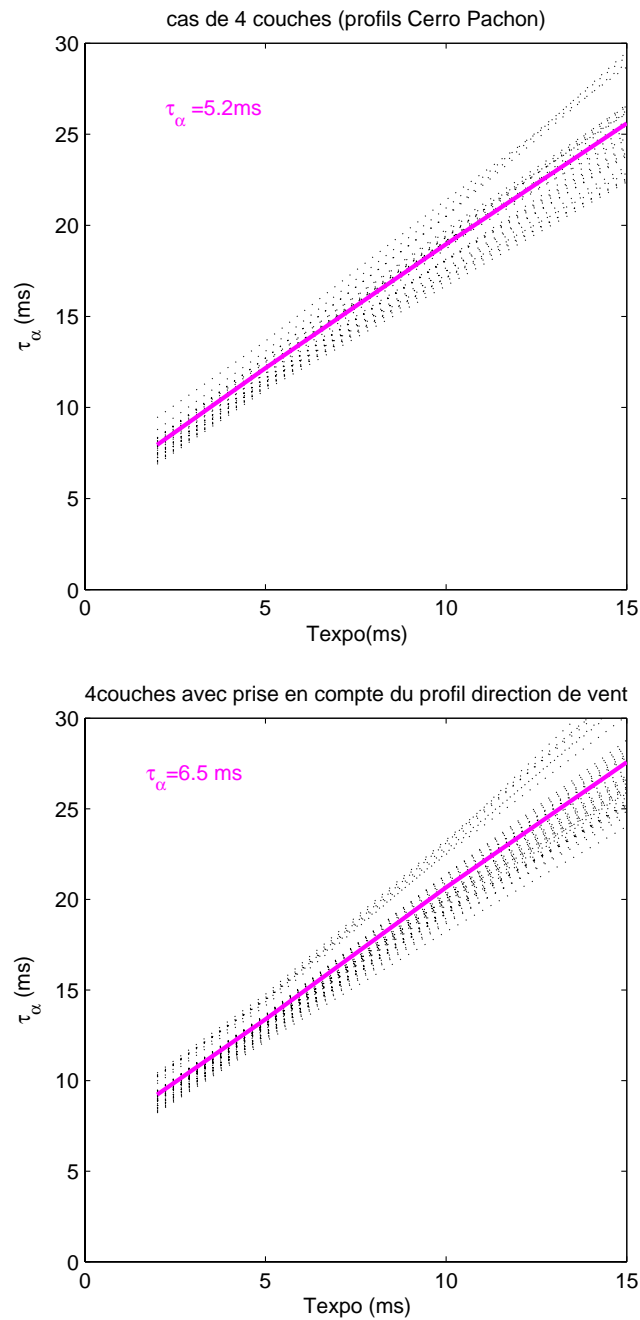 cas de 4 couches (profils Cerro Pachon)
30
τα =5.2ms
25
20
τα (ms)
15
10
5
0
0 5 10 15
Texpo(ms)
4couches avec prise en compte du profil direction de vent
30
τα=6.5 ms
25
20
τα (ms)
15
10
5
0
0 5 10 15
Texpo (ms)